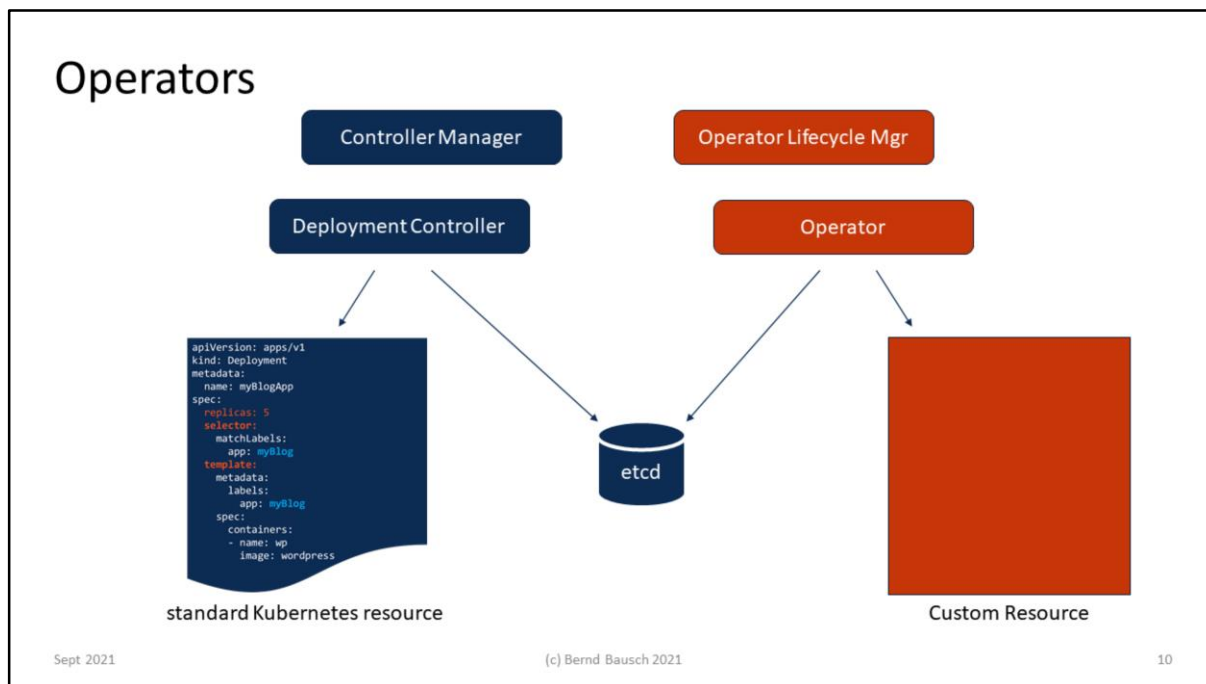 Operators
Controller Manager
Operator Lifecycle Mgr
Deployment Controller
Operator
apiVersion: apps/v1
kind: Deployment
metadata:
  name: myBlogApp
spec:
  replicas: 5
  selector:
    matchLabels:
      app: myBlog
  template:
    metadata:
      labels:
        app: myBlog
    spec:
      containers:
      - name: wp
        image: wordpress
etcd
standard Kubernetes resource
Custom Resource
Sept 2021
(c) Bernd Bausch 2021
10